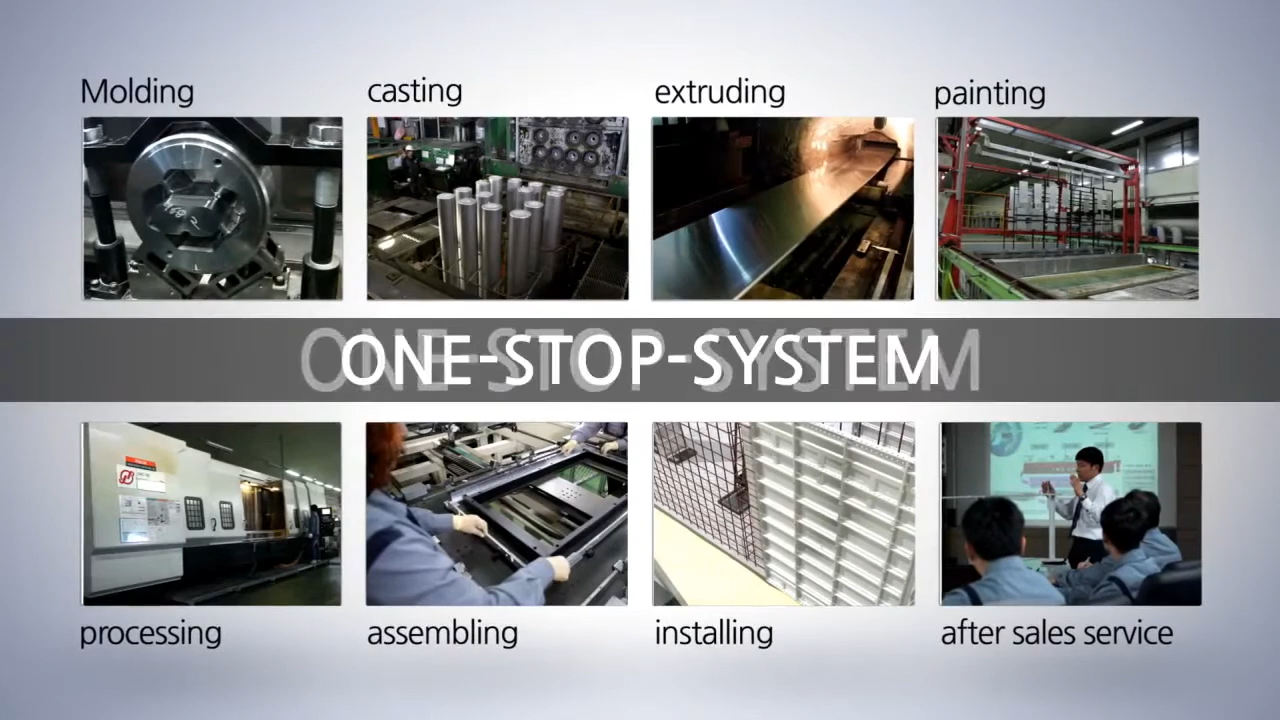 Molding
casting
extruding
painting
ONE-STOP-SYSTEM
processing
assembling
installing
after sales service